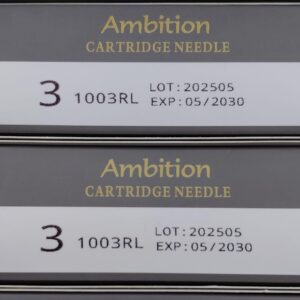 Ambition
CARTRIDGE NEEDLE
3 1003RL LOT:202505
EXP:05/2030
Ambition
CARTRIDGE NEEDLE
3 1003RL LOT:202505
EXP:05/2030